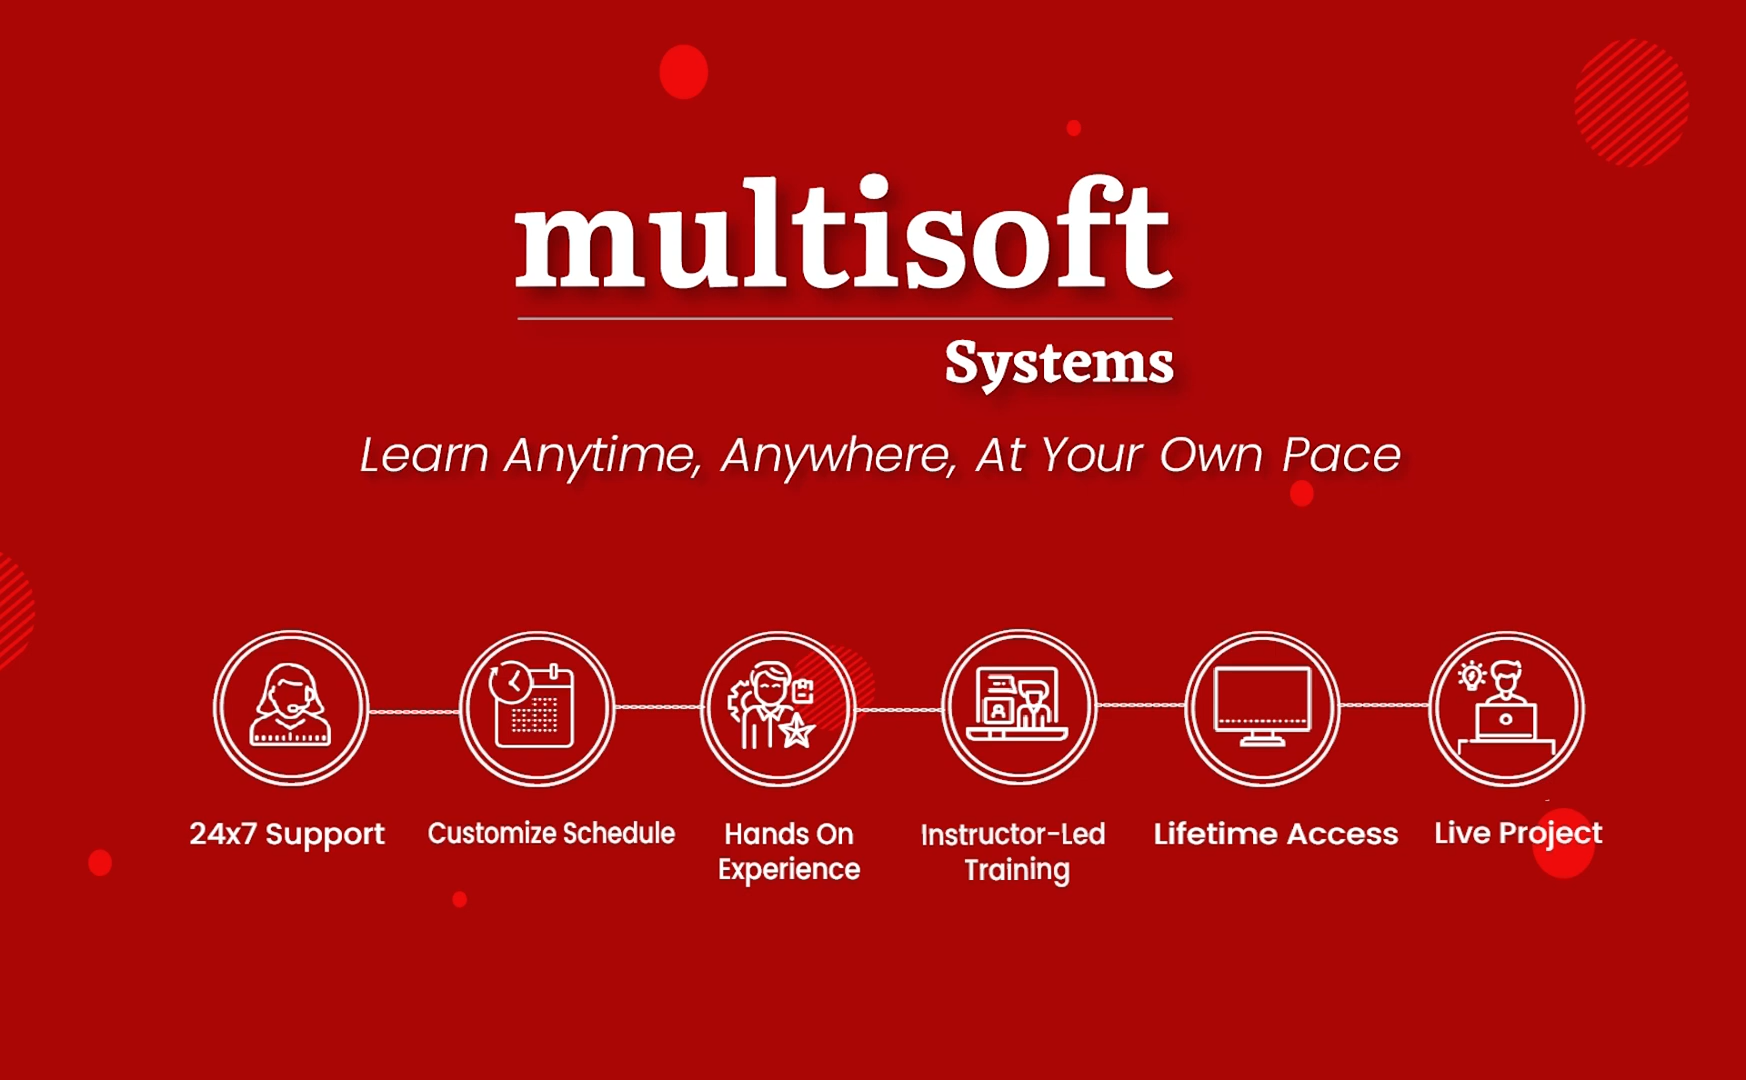 multisoft
Systems
Learn Anytime, Anywhere, At Your Own Pace
24x7 Support
Customize Schedule
Hands On
Experience
Instructor-Led
Training
Lifetime Access
Live Project